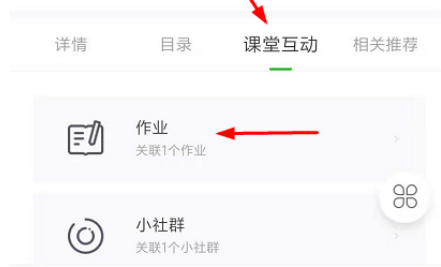 详情 目录 课堂互动 相关推荐
作业
关联1个作业
小社群
关联1个小社群